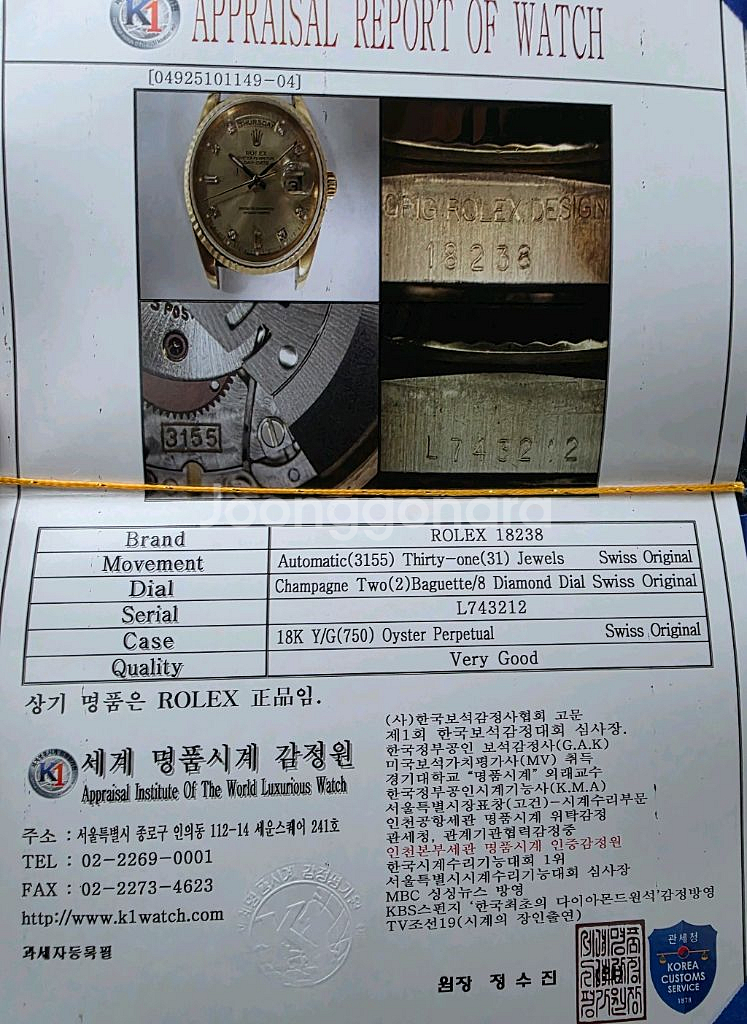 K1
APPRAISAL REPORT OF WATCH
[04925101149-04]
THURSDAY
ROLEX
ORIG ROLEX DESIGN
18238
5 POS
3155
L743212
Joonggonara
Brand ROLEX 18238
Movement Automatic(3155) Thirty-one(31) Jewels Swiss Original
Dial Champagne Two(2)Baguette/8 Diamond Dial Swiss Original
Serial L743212
Case 18K Y/G(750) Oyster Perpetual Swiss Original
Quality Very Good
상기 명품은 ROLEX 正品임.
K1 세계 명품시계 감정원
Appraisal Institute Of The World Luxurious Watch
주소 : 서울특별시 종로구 인의동 112-14 세운스퀘어 241호
TEL : 02-2269-0001
FAX : 02-2273-4623
http://www.k1watch.com
과세자등록필
(사)한국보석감정사협회 고문
제1회 한국보석감정대회 심사장.
한국정부공인 보석감정사(G.A.K)
미국보석가치평가사(MV) 취득
경기대학교 "명품시계" 외래교수
한국정부공인시계기능사(K.M.A)
서울특별시장표창(고건)-시계수리부문
인천공항세관 명품시계 위탁감정
관세청, 관계기관협력감정중
인천본부세관 명품시계 인증감정원
한국시계수리기능대회 1위
서울특별시시계수리기능대회 심사장
MBC 싱싱뉴스 방영
KBS스펀지 '한국최초의 다이아몬드원석'감정방영
TV조선19(시계의 장인출연)
원장 정수진
관세청
KOREA
CUSTOMS
SERVICE
1878